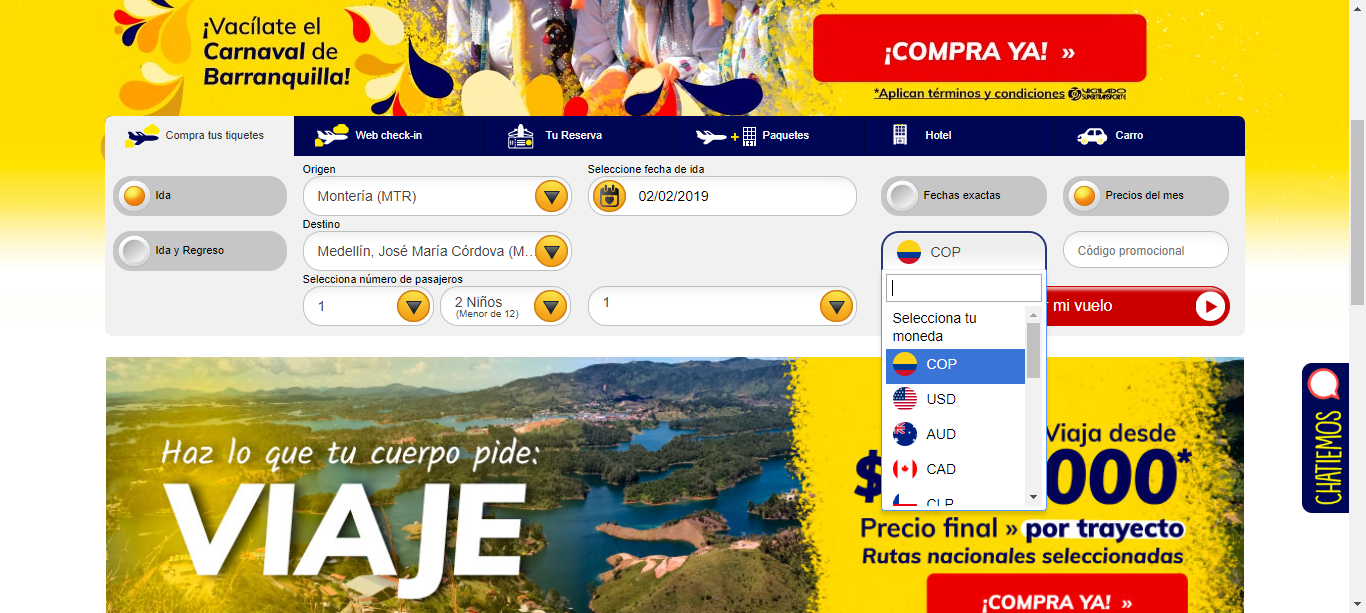 ¡Vacílate el
Carnaval de
Barranquilla!
¡COMPRA YA! »
*Aplican términos y condiciones VIGILADO
SUPERTRANSPORTE
Compra tus tiquetes
Web check-in
Tu Reserva
Paquetes
Hotel
Carro
Origen
Seleccione fecha de ida
Ida
Montería (MTR)
02/02/2019
Fechas exactas
Precios del mes
Destino
Ida y Regreso
Medellín, José María Córdova (M...
COP
Código promocional
Selecciona número de pasajeros
1
2 Niños
(Menor de 12)
1
mi vuelo
Selecciona tu
moneda
COP
USD
AUD
CAD
CLP
Haz lo que tu cuerpo pide:
VIAJE
Viaja desde
$ 000*
Precio final » por trayecto
Rutas nacionales seleccionadas
¡COMPRA YA! »
CHATIEMOS